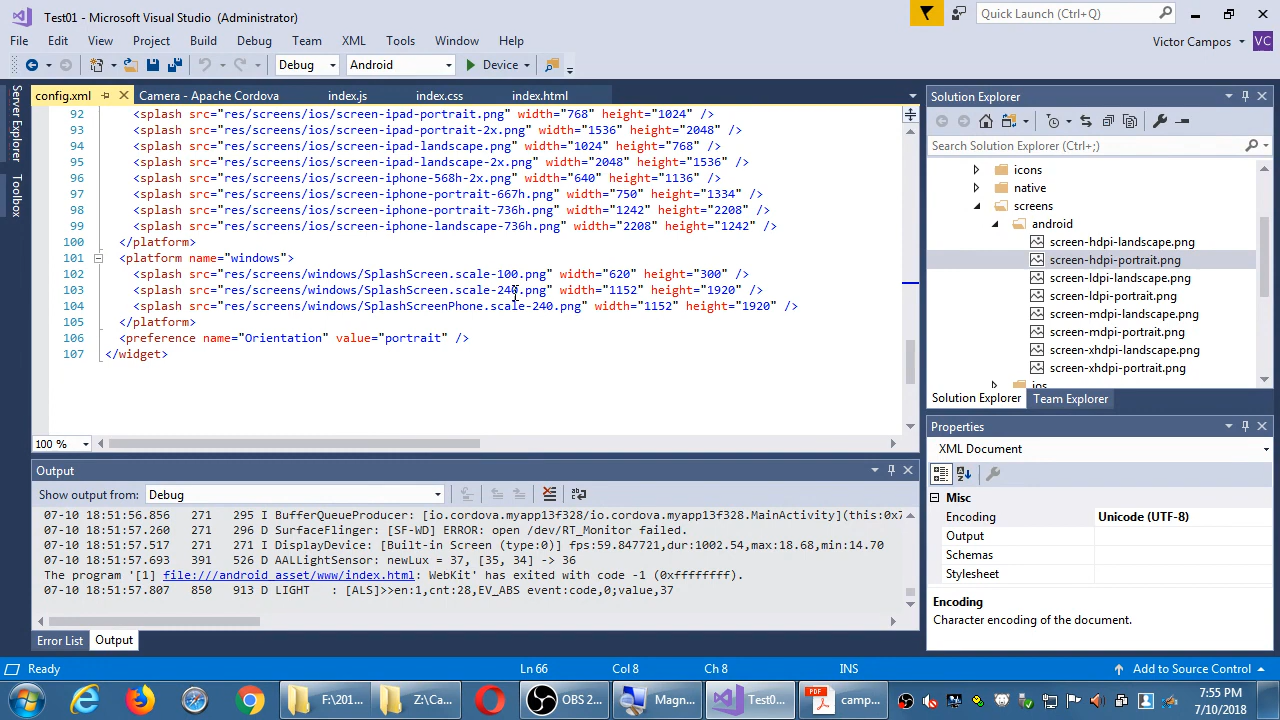 Test01 - Microsoft Visual Studio (Administrator)
Quick Launch (Ctrl+Q)
File Edit View Project Build Debug Team XML Tools Test Window Help
Victor Campos VC
Debug Android Device
Server Explorer
Toolbox
config.xml Camera - Apache Cordova index.js index.css index.html
92 <splash src="res/screens/ios/screen-ipad-portrait.png" width="768" height="1024" />
93 <splash src="res/screens/ios/screen-ipad-portrait-2x.png" width="1536" height="2048" />
94 <splash src="res/screens/ios/screen-ipad-landscape.png" width="1024" height="768" />
95 <splash src="res/screens/ios/screen-ipad-landscape-2x.png" width="2048" height="1536" />
96 <splash src="res/screens/ios/screen-iphone-568h-2x.png" width="640" height="1136" />
97 <splash src="res/screens/ios/screen-iphone-portrait-667h.png" width="750" height="1334" />
98 <splash src="res/screens/ios/screen-iphone-portrait-736h.png" width="1242" height="2208" />
99 <splash src="res/screens/ios/screen-iphone-landscape-736h.png" width="2208" height="1242" />
100 </platform>
101 <platform name="windows">
102 <splash src="res/screens/windows/SplashScreen.scale-100.png" width="620" height="300" />
103 <splash src="res/screens/windows/SplashScreen.scale-240.png" width="1152" height="1920" />
104 <splash src="res/screens/windows/SplashScreenPhone.scale-240.png" width="1152" height="1920" />
105 </platform>
106 <preference name="Orientation" value="portrait" />
107 </widget>
100 %
Output
Show output from: Debug
07-10 18:51:56.856 271 295 I BufferQueueProducer: [io.cordova.myapp13f328/io.cordova.myapp13f328.MainActivity](this:0x7
07-10 18:51:57.260 271 296 D SurfaceFlinger: [SF-WD] ERROR: open /dev/RT_Monitor failed.
07-10 18:51:57.517 271 271 I DisplayDevice: [Built-in Screen (type:0)] fps:59.847721,dur:1002.54,max:18.68,min:14.70
07-10 18:51:57.693 391 526 D AALLightSensor: newLux = 37, [35, 34] -> 36
The program '[1] file:///android_asset/www/index.html: WebKit' has exited with code -1 (0xffffffff).
07-10 18:51:57.807 850 913 D LIGHT : [ALS]>>en:1,cnt:28,EV_ABS event:code,0;value,37
Error List Output
Solution Explorer
Search Solution Explorer (Ctrl+;)
icons
native
screens
android
screen-hdpi-landscape.png
screen-hdpi-portrait.png
screen-ldpi-landscape.png
screen-ldpi-portrait.png
screen-mdpi-landscape.png
screen-mdpi-portrait.png
screen-xhdpi-landscape.png
screen-xhdpi-portrait.png
ios
Solution Explorer Team Explorer
Properties
XML Document
Misc
Encoding Unicode (UTF-8)
Output
Schemas
Stylesheet
Encoding
Character encoding of the document.
Ready Ln 66 Col 8 Ch 8 INS Add to Source Control
F:\201... Z:\Ca... OBS 2... Magn... Test0... camp...
7:55 PM
7/10/2018